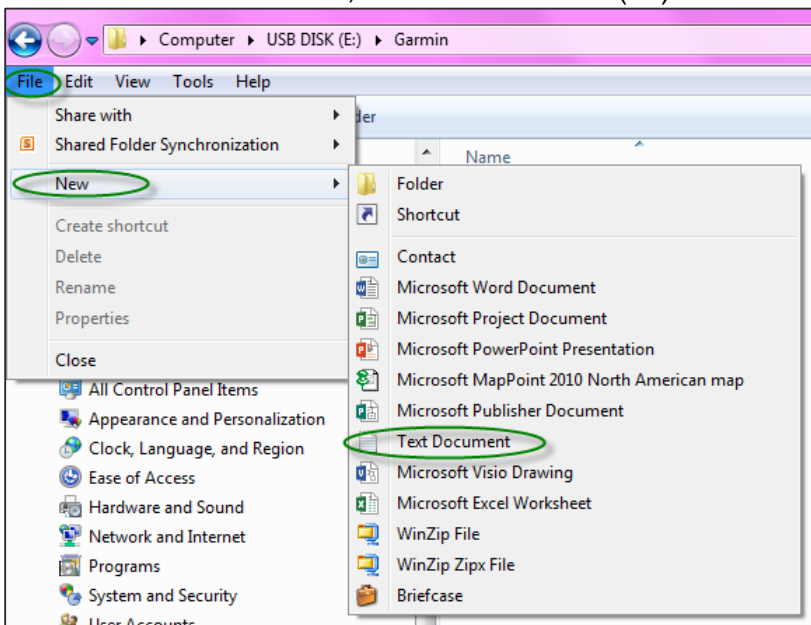 Computer ▸ USB DISK (E:) ▸ Garmin
File Edit View Tools Help
Share with
Shared Folder Synchronization
New
Create shortcut
Delete
Rename
Properties
Close
Name
Folder
Shortcut
Contact
Microsoft Word Document
Microsoft Project Document
Microsoft PowerPoint Presentation
Microsoft MapPoint 2010 North American map
Microsoft Publisher Document
Text Document
Microsoft Visio Drawing
Microsoft Excel Worksheet
WinZip File
WinZip Zipx File
Briefcase
All Control Panel Items
Appearance and Personalization
Clock, Language, and Region
Ease of Access
Hardware and Sound
Network and Internet
Programs
System and Security
User Accounts